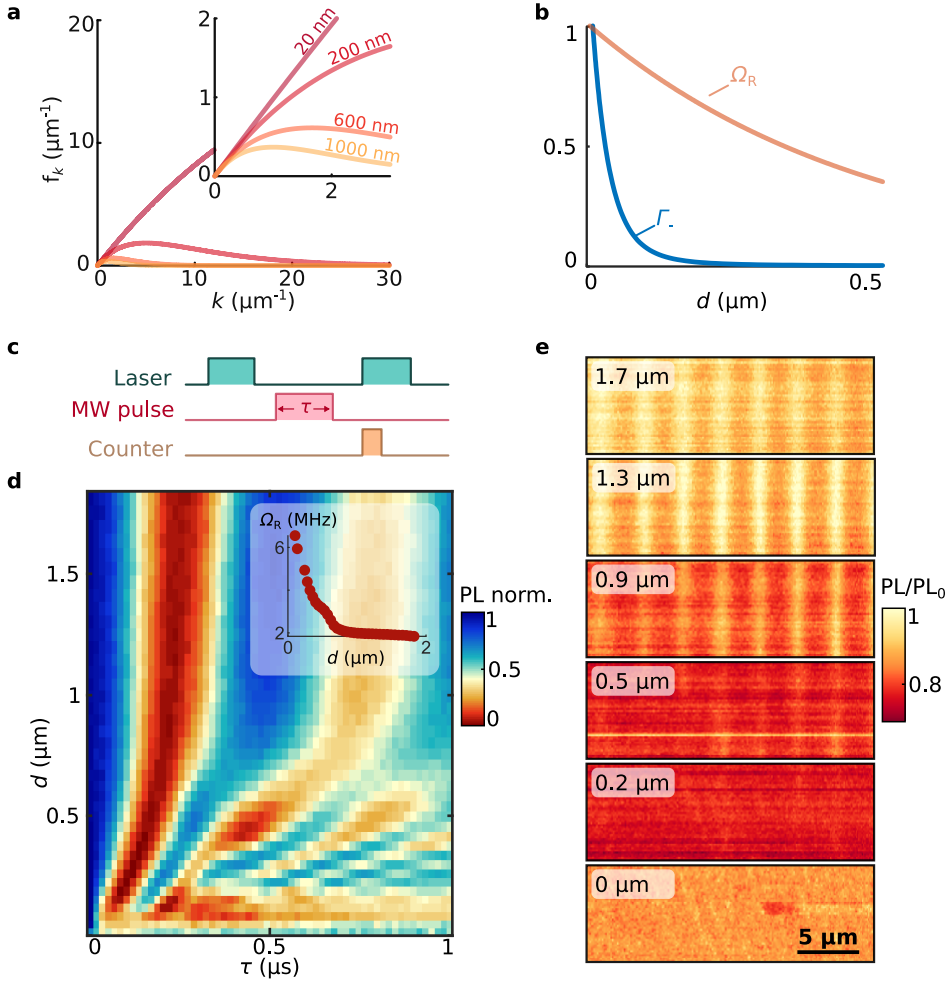 a
20
10
0
f_k (μm⁻¹)
0
10
20
30
k (μm⁻¹)
2
1
0
0
2
20 nm
200 nm
600 nm
1000 nm
b
1
0.5
0
0
0.5
d (μm)
Ω_R
Γ_-
c
Laser
MW pulse
τ
Counter
d
1.5
1
0.5
d (μm)
0
0.5
1
τ (μs)
Ω_R (MHz)
6
2
0
2
d (μm)
PL norm.
1
0.5
0
e
1.7 μm
1.3 μm
0.9 μm
0.5 μm
0.2 μm
0 μm
5 μm
PL/PL₀
1
0.8